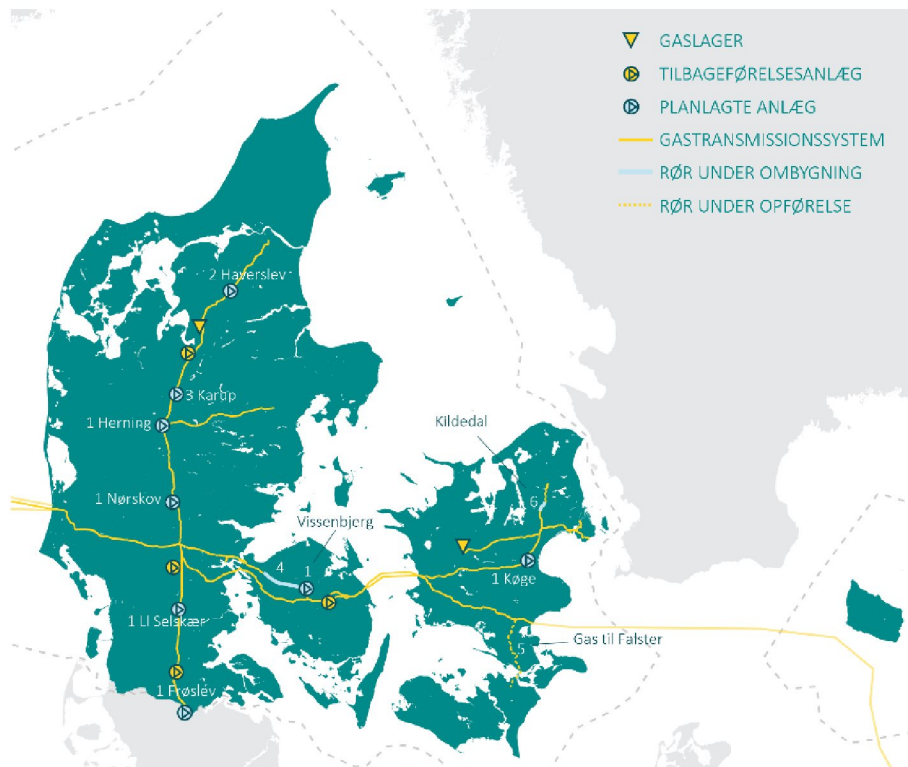 GASLAGER
TILBAGEFØRELSESANLÆG
PLANLAGTE ANLÆG
GASTRANSMISSIONSSYSTEM
RØR UNDER OMBYGNING
RØR UNDER OPFØRELSE
2 Haverslev
3 Karup
1 Herning
Kildedal
6
1 Nørskov
Vissenbjerg
4
1
1 Køge
1 Ll Selskær
Gas til Falster
5
1 Frøslev